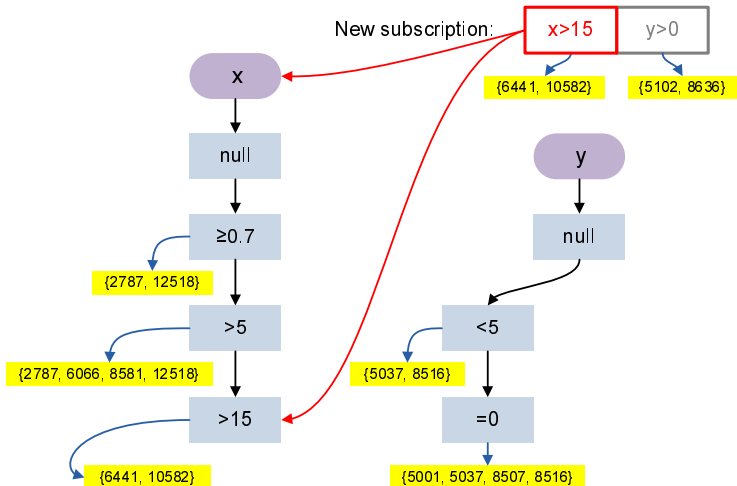 New subscription:
x>15
y>0
{6441, 10582}
{5102, 8636}
x
null
≥0.7
{2787, 12518}
>5
{2787, 6066, 8581, 12518}
>15
{6441, 10582}
y
null
<5
{5037, 8516}
=0
{5001, 5037, 8507, 8516}